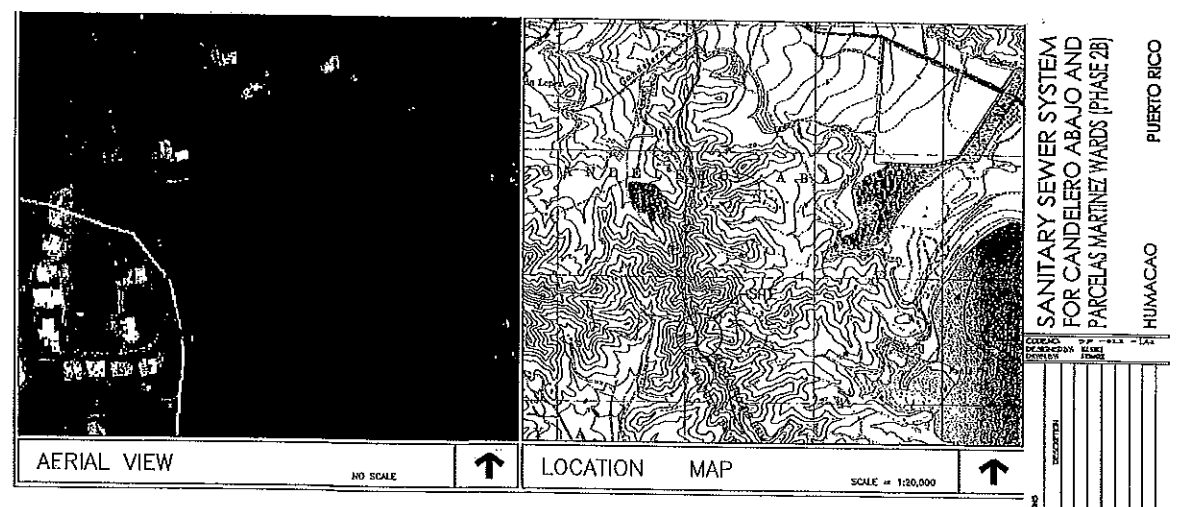 AERIAL VIEW
NO SCALE
LOCATION MAP
SCALE = 1:20,000
SANITARY SEWER SYSTEM
FOR CANDELERO ABAJO AND
PARCELAS MARTINEZ WARDS (PHASE 2B)
HUMACAO PUERTO RICO
DESCRIPTION